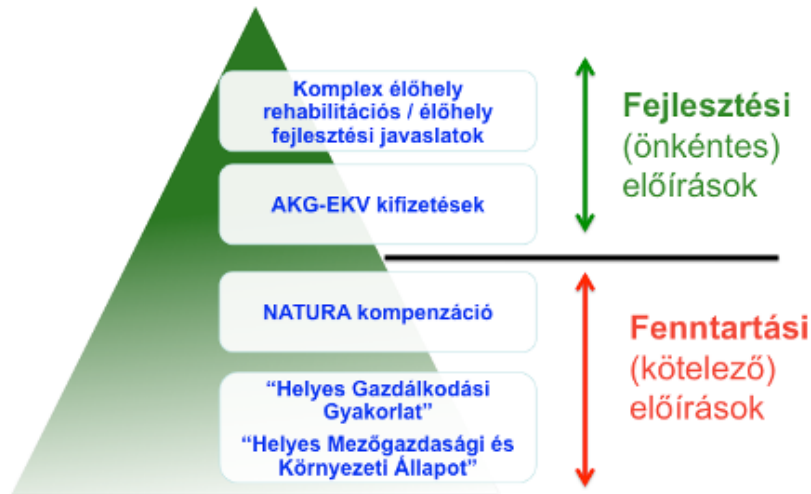 Komplex élőhely
rehabilitációs / élőhely
fejlesztési javaslatok
AKG-EKV kifizetések
NATURA kompenzáció
“Helyes Gazdálkodási
Gyakorlat”
“Helyes Mezőgazdasági és
Környezeti Állapot”
Fejlesztési
(önkéntes)
előírások
Fenntartási
(kötelező)
előírások